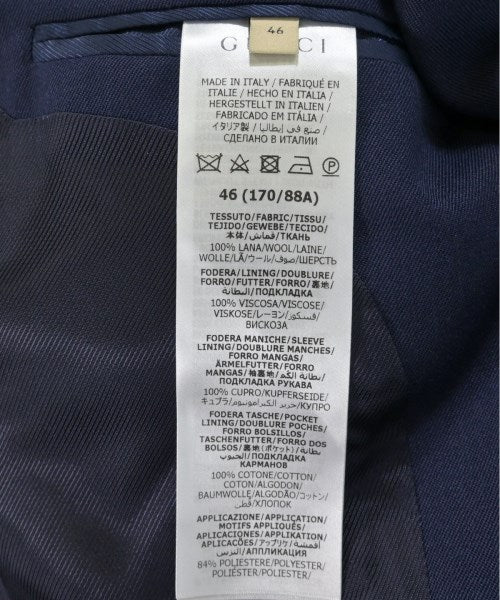 46
GUCCI
MADE IN ITALY / FABRIQUÉ EN
ITALIE / HECHO EN ITALIA /
HERGESTELLT IN ITALIEN /
FABRICADO EM ITÁLIA /
イタリア製 / صنع في إيطاليا /
СДЕЛАНО В ИТАЛИИ
P
46 (170/88A)
TESSUTO/FABRIC/TISSU/
TEJIDO/GEWEBE/TECIDO/
本体/قماش/ТКАНЬ
100% LANA/WOOL/LAINE/
WOLLE/LÃ/ウール/صوف/ШЕРСТЬ
FODERA/LINING/DOUBLURE/
FORRO/FUTTER/FORRO/裏地/
البطانة/ПОДКЛАДКА
100% VISCOSA/VISCOSE/
VISKOSE/レーヨン/فسكوز/
ВИСКОЗА
FODERA MANICHE/SLEEVE
LINING/DOUBLURE MANCHES/
FORRO MANGAS/
ÄRMELFUTTER/FORRO
MANGAS/袖裏地/بطانة الكم/
ПОДКЛАДКА РУКАВА
100% CUPRO/KUPFERSEIDE/
キュプラ/حرير الكبرامونيوم/КУПРО
FODERA TASCHE/POCKET
LINING/DOUBLURE POCHES/
FORRO BOLSILLOS/
TASCHENFUTTER/FORRO DOS
BOLSOS/裏地(ポケット)/بطانة
الجيوب/ПОДКЛАДКА
КАРМАНОВ
100% COTONE/COTTON/
COTON/ALGODON/
BAUMWOLLE/ALGODÃO/コットン/
قطن/ХЛОПОК
APPLICAZIONE/APPLICATION/
MOTIFS APPLIQUÉS/
APLICACIONES/APPLIKATION/
APLICACÕES/アップリケ/أقمشة
التزيين/АППЛИКАЦИЯ
84% POLIESTERE/POLYESTER/
POLYESTER/POLIÉSTER/
POLIÉSTER/POLIÉSTER/